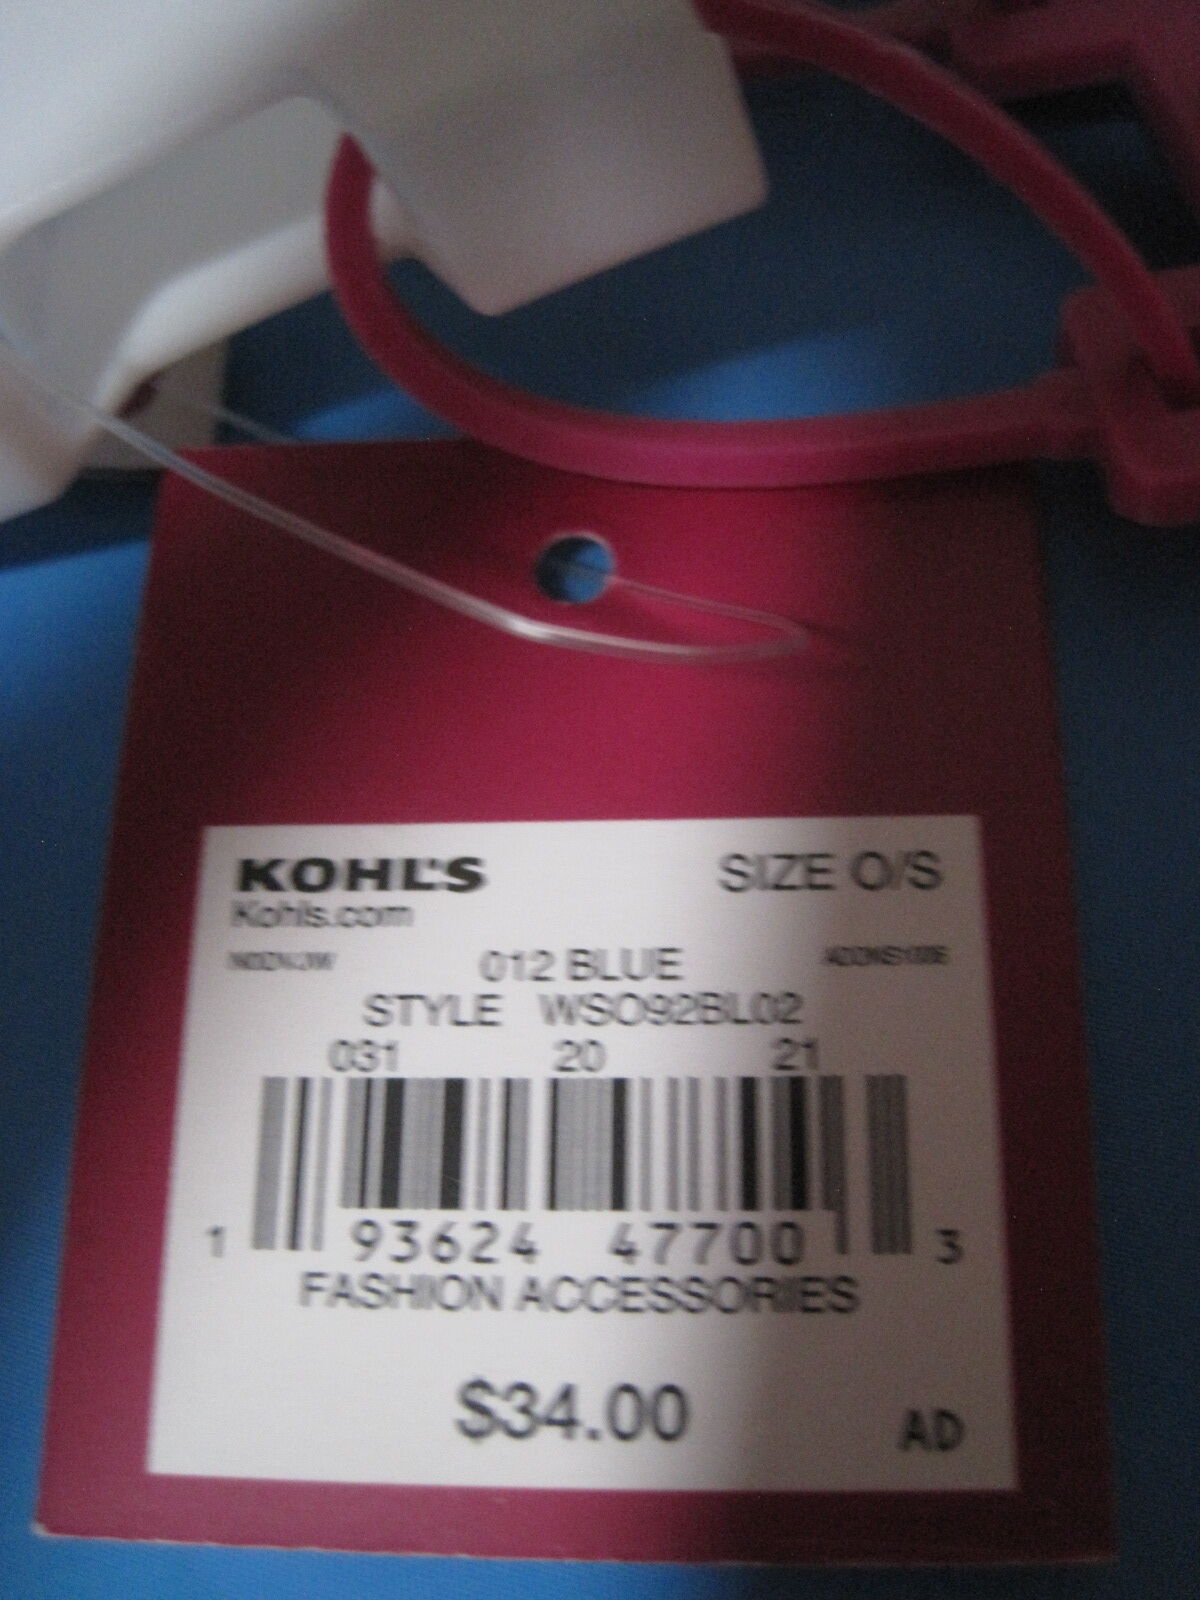 KOHL'S
SIZE O/S
Kohls.com
012 BLUE
STYLE WSO92BL02
031 20 21
1 93624 47700 3
FASHION ACCESSORIES
$34.00
AD